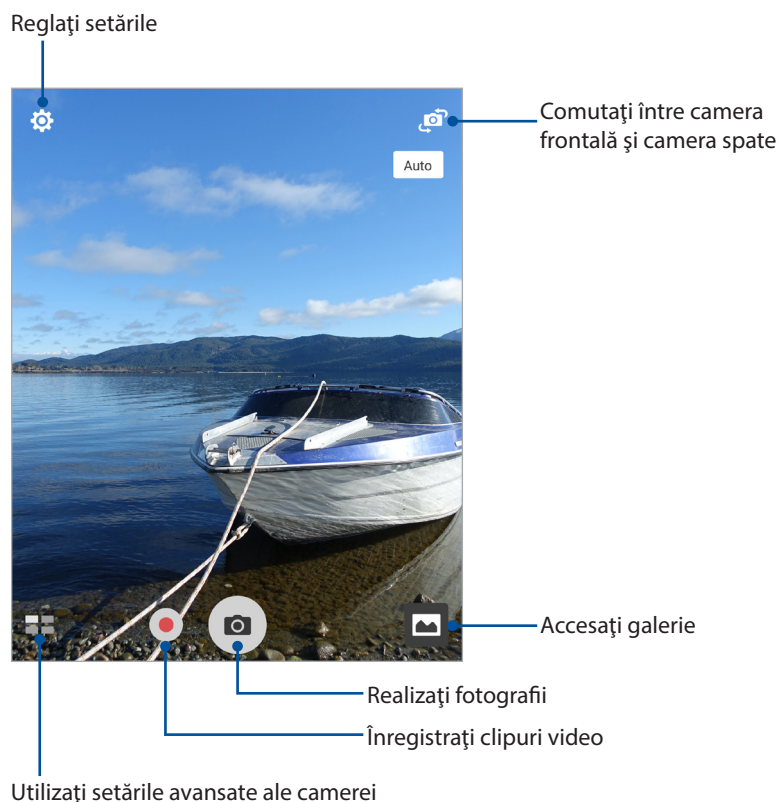 Reglaţi setările
Comutaţi între camera
frontală şi camera spate
Auto
Accesaţi galerie
Realizaţi fotografii
Înregistraţi clipuri video
Utilizaţi setările avansate ale camerei